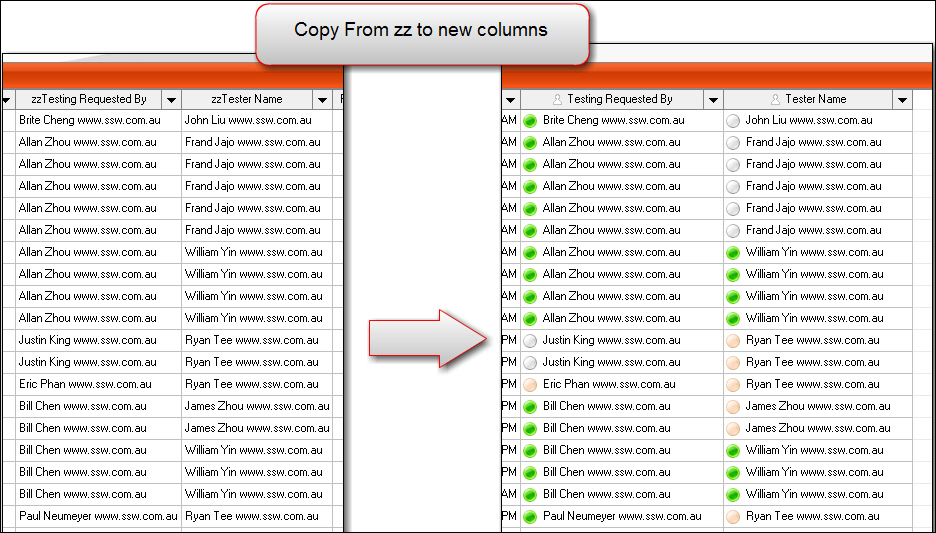 Copy From zz to new columns
zzTesting Requested By zzTester Name
Brite Cheng www.ssw.com.au John Liu www.ssw.com.au
Allan Zhou www.ssw.com.au Frand Jajo www.ssw.com.au
Allan Zhou www.ssw.com.au Frand Jajo www.ssw.com.au
Allan Zhou www.ssw.com.au Frand Jajo www.ssw.com.au
Allan Zhou www.ssw.com.au Frand Jajo www.ssw.com.au
Allan Zhou www.ssw.com.au Frand Jajo www.ssw.com.au
Allan Zhou www.ssw.com.au William Yin www.ssw.com.au
Allan Zhou www.ssw.com.au William Yin www.ssw.com.au
Allan Zhou www.ssw.com.au William Yin www.ssw.com.au
Allan Zhou www.ssw.com.au William Yin www.ssw.com.au
Justin King www.ssw.com.au Ryan Tee www.ssw.com.au
Justin King www.ssw.com.au Ryan Tee www.ssw.com.au
Eric Phan www.ssw.com.au Ryan Tee www.ssw.com.au
Bill Chen www.ssw.com.au James Zhou www.ssw.com.au
Bill Chen www.ssw.com.au James Zhou www.ssw.com.au
Bill Chen www.ssw.com.au William Yin www.ssw.com.au
Bill Chen www.ssw.com.au William Yin www.ssw.com.au
Bill Chen www.ssw.com.au William Yin www.ssw.com.au
Paul Neumeyer www.ssw.com.au Ryan Tee www.ssw.com.au
Testing Requested By Tester Name
AM Brite Cheng www.ssw.com.au John Liu www.ssw.com.au
AM Allan Zhou www.ssw.com.au Frand Jajo www.ssw.com.au
AM Allan Zhou www.ssw.com.au Frand Jajo www.ssw.com.au
AM Allan Zhou www.ssw.com.au Frand Jajo www.ssw.com.au
AM Allan Zhou www.ssw.com.au Frand Jajo www.ssw.com.au
AM Allan Zhou www.ssw.com.au Frand Jajo www.ssw.com.au
AM Allan Zhou www.ssw.com.au William Yin www.ssw.com.au
AM Allan Zhou www.ssw.com.au William Yin www.ssw.com.au
AM Allan Zhou www.ssw.com.au William Yin www.ssw.com.au
AM Allan Zhou www.ssw.com.au William Yin www.ssw.com.au
PM Justin King www.ssw.com.au Ryan Tee www.ssw.com.au
PM Justin King www.ssw.com.au Ryan Tee www.ssw.com.au
PM Eric Phan www.ssw.com.au Ryan Tee www.ssw.com.au
PM Bill Chen www.ssw.com.au James Zhou www.ssw.com.au
PM Bill Chen www.ssw.com.au James Zhou www.ssw.com.au
PM Bill Chen www.ssw.com.au William Yin www.ssw.com.au
PM Bill Chen www.ssw.com.au William Yin www.ssw.com.au
AM Bill Chen www.ssw.com.au William Yin www.ssw.com.au
PM Paul Neumeyer www.ssw.com.au Ryan Tee www.ssw.com.au